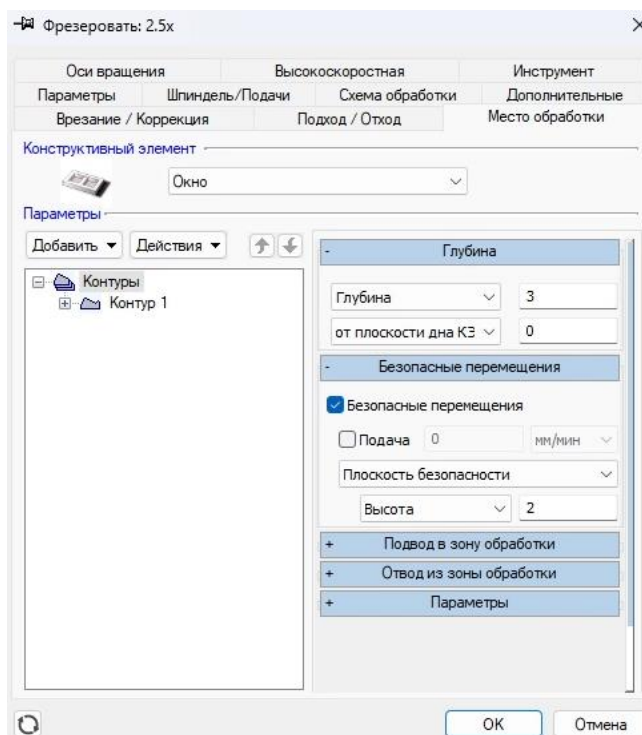 Фрезеровать: 2.5x
Оси вращения Высокоскоростная Инструмент
Параметры Шпиндель/Подачи Схема обработки Дополнительные
Врезание / Коррекция Подход / Отход Место обработки
Конструктивный элемент
Окно
Параметры
Добавить Действия
- Глубина
Контуры
Контур 1
Глубина 3
от плоскости дна КЭ 0
- Безопасные перемещения
Безопасные перемещения
Подача 0 мм/мин
Плоскость безопасности
Высота 2
+ Подвод в зону обработки
+ Отвод из зоны обработки
+ Параметры
OK Отмена